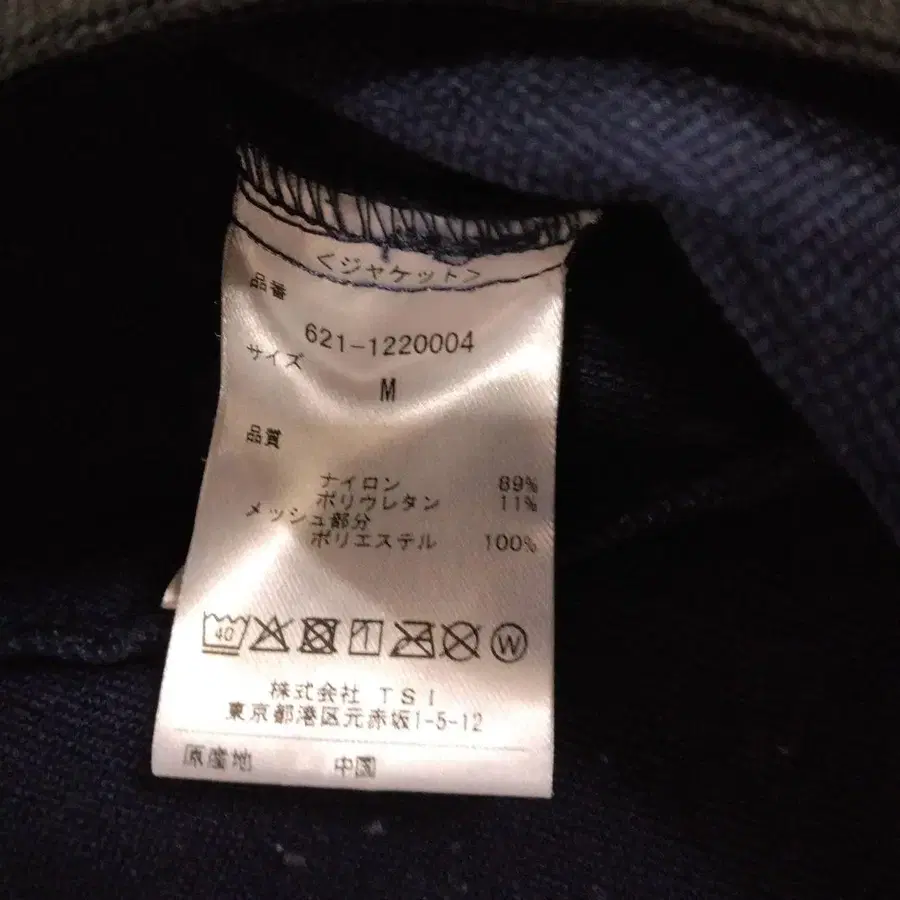 <ジャケット>
品番
621-1220004
サイズ
M
品質
ナイロン 89%
ポリウレタン 11%
メッシュ部分
ポリエステル 100%
40
W
株式会社 TSI
東京都港区元赤坂1-5-12
原産地 中国